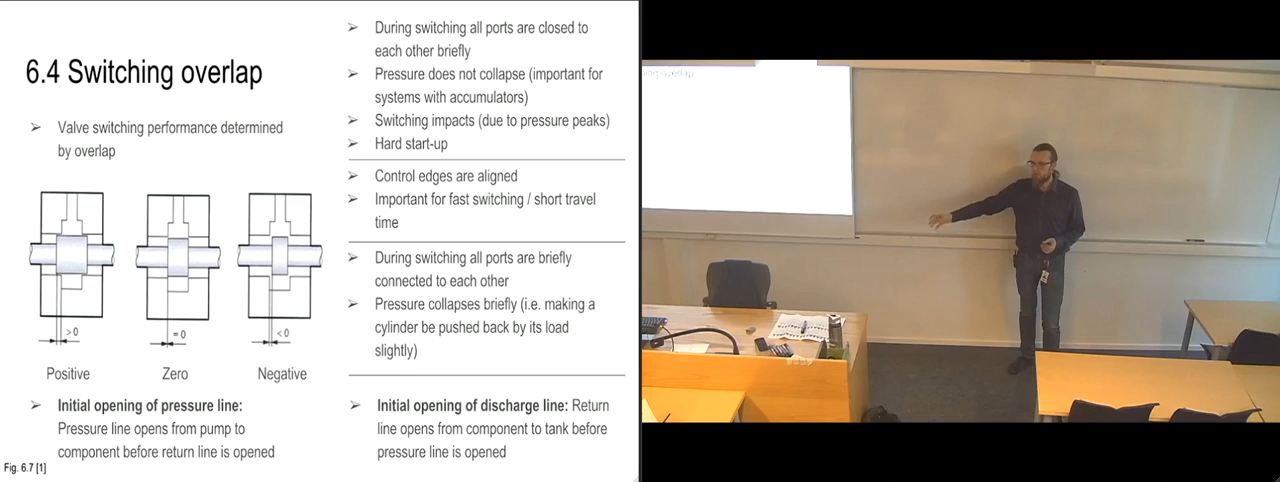 6.4 Switching overlap
➢ Valve switching performance determined
by overlap
> 0
= 0
< 0
Positive
Zero
Negative
➢ Initial opening of pressure line:
Pressure line opens from pump to
component before return line is opened
Fig. 6.7 [1]
➢ During switching all ports are closed to
each other briefly
➢ Pressure does not collapse (important for
systems with accumulators)
➢ Switching impacts (due to pressure peaks)
➢ Hard start-up
➢ Control edges are aligned
➢ Important for fast switching / short travel
time
➢ During switching all ports are briefly
connected to each other
➢ Pressure collapses briefly (i.e. making a
cylinder be pushed back by its load
slightly)
➢ Initial opening of discharge line: Return
line opens from component to tank before
pressure line is opened